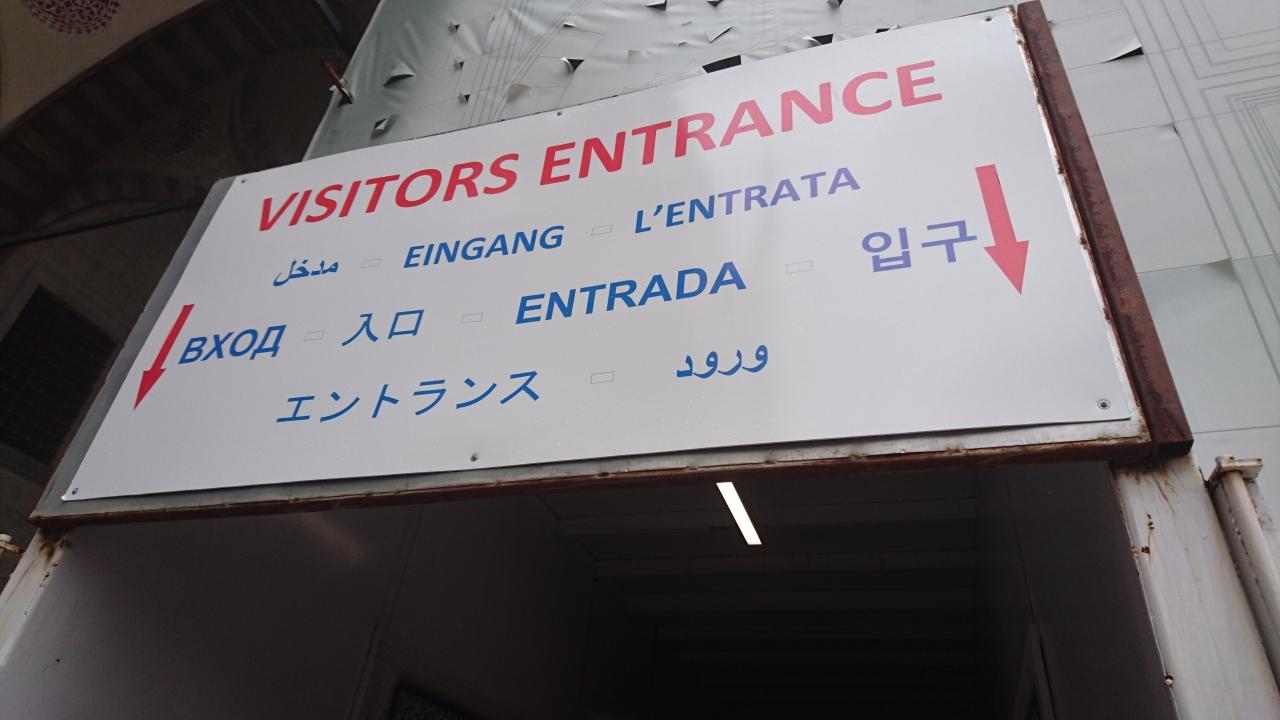 VISITORS ENTRANCE
مدخل ▭ EINGANG ▭ L'ENTRATA
ВХОД ▭ 入口 ▭ ENTRADA ▭ 입구
エントランス ▭ ورود